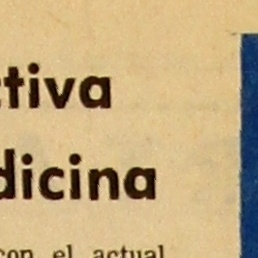 ctiva
dicina
con el actual